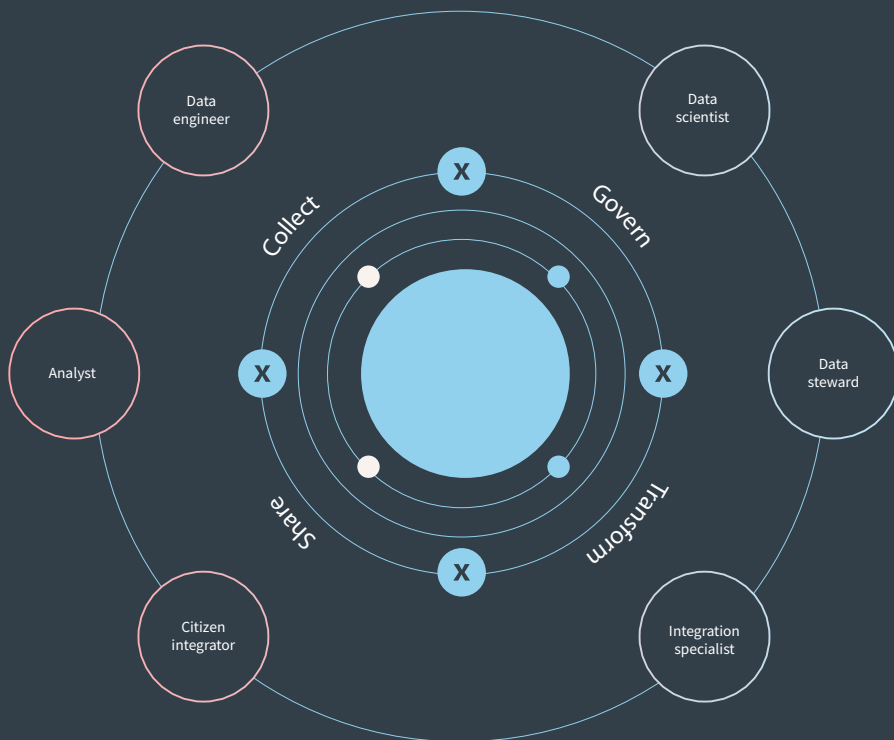 Data
engineer
Data
scientist
X
Collect
Govern
Analyst
X
X
Data
steward
Share
Transform
X
Citizen
integrator
Integration
specialist